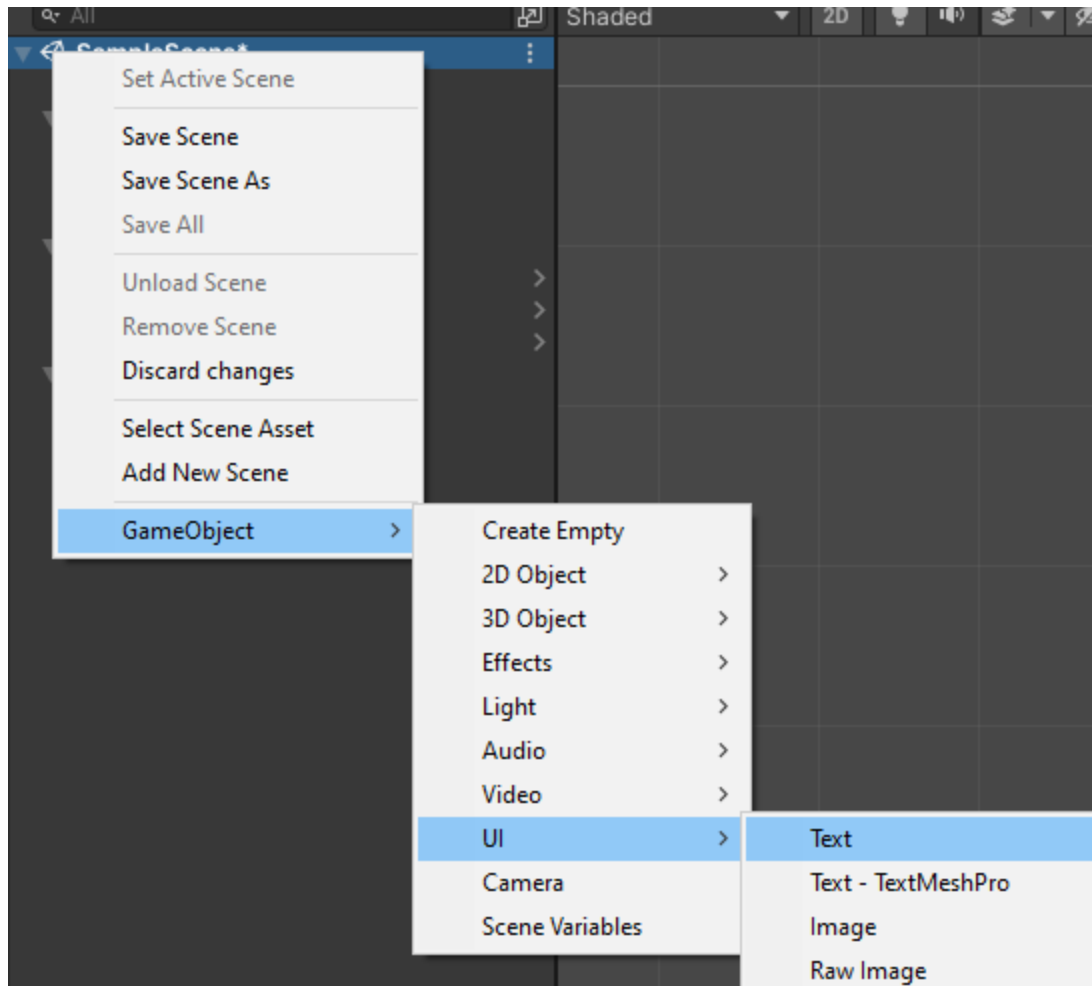 All
Shaded
2D
SampleScene*
Set Active Scene
Save Scene
Save Scene As
Save All
Unload Scene
Remove Scene
Discard changes
Select Scene Asset
Add New Scene
GameObject
Create Empty
2D Object
3D Object
Effects
Light
Audio
Video
UI
Camera
Scene Variables
Text
Text - TextMeshPro
Image
Raw Image